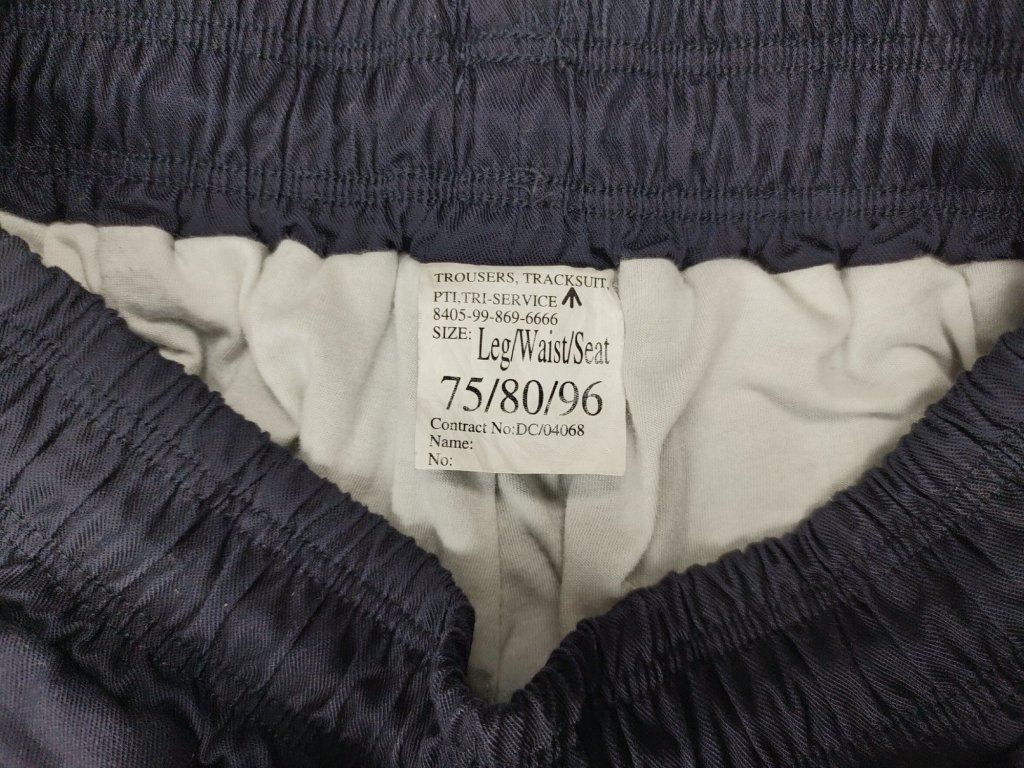 TROUSERS, TRACKSUIT,
PTI,TRI-SERVICE
8405-99-869-6666
SIZE: Leg/Waist/Seat
75/80/96
Contract No:DC/04068
Name:
No: